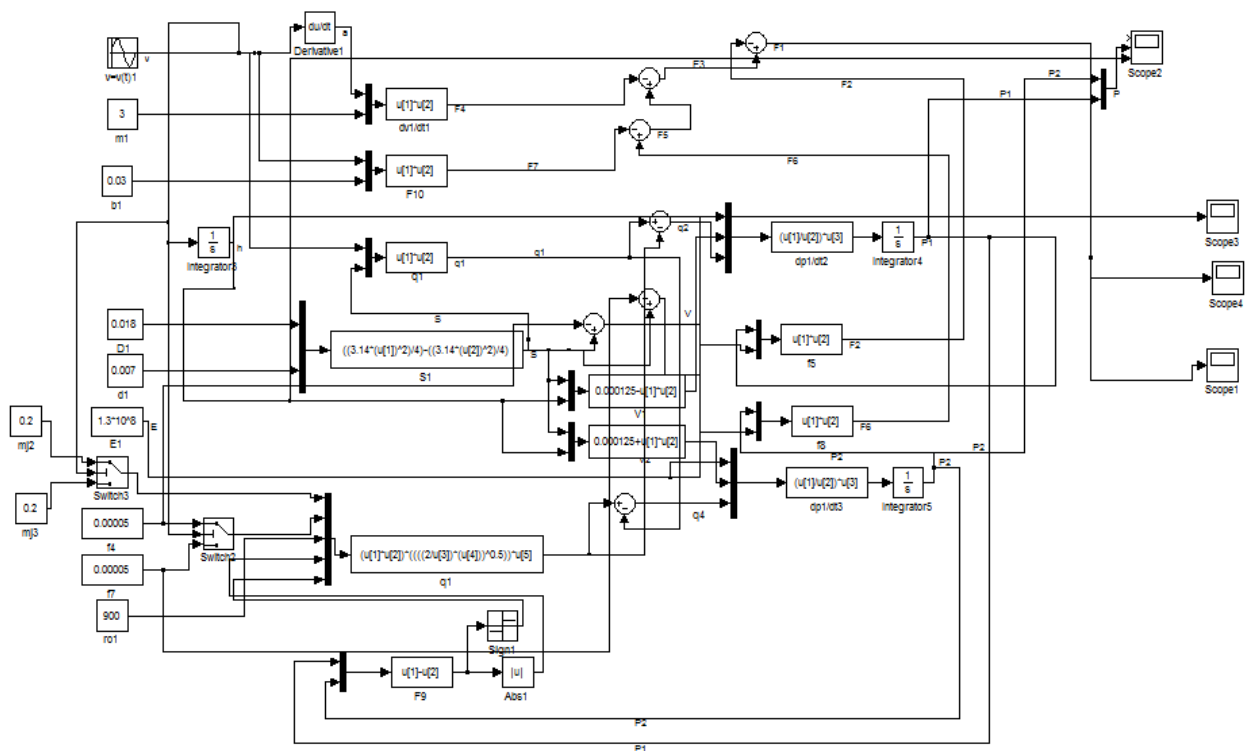 du/dt
Derivative1
a
v
v=v(t)1
3
m1
u[1]*u[2]
dv1/dt1
F4
0.03
b1
u[1]*u[2]
F10
F7
F3
F5
F1
F2
F6
P2
P1
P
Scope2
1
s
Integrator3
h
u[1]*u[2]
q1
q1
q2
(u[1]/u[2])*u[3]
dp1/dt2
1
s
Integrator4
P1
Scope3
Scope4
0.018
D1
0.007
d1
((3.14*(u[1])^2)/4)-((3.14*(u[2])^2)/4)
S1
S
S
V
u[1]*u[2]
f5
F2
Scope1
0.000125-u[1]*u[2]
V1
0.000125+u[1]*u[2]
u[1]*u[2]
f8
F6
P2
P2
P2
1.3*10^8
E1
E
0.2
mj2
Switch3
0.2
mj3
(u[1]/u[2])*u[3]
dp1/dt3
1
s
Integrator5
q4
0.00005
f4
Switch2
0.00005
f7
(u[1]*u[2])*((((2/u[3])*(u[4]))^0.5))*u[5]
q1
900
ro1
Sign1
u[1]-u[2]
F9
|u|
Abs1
P2
P1